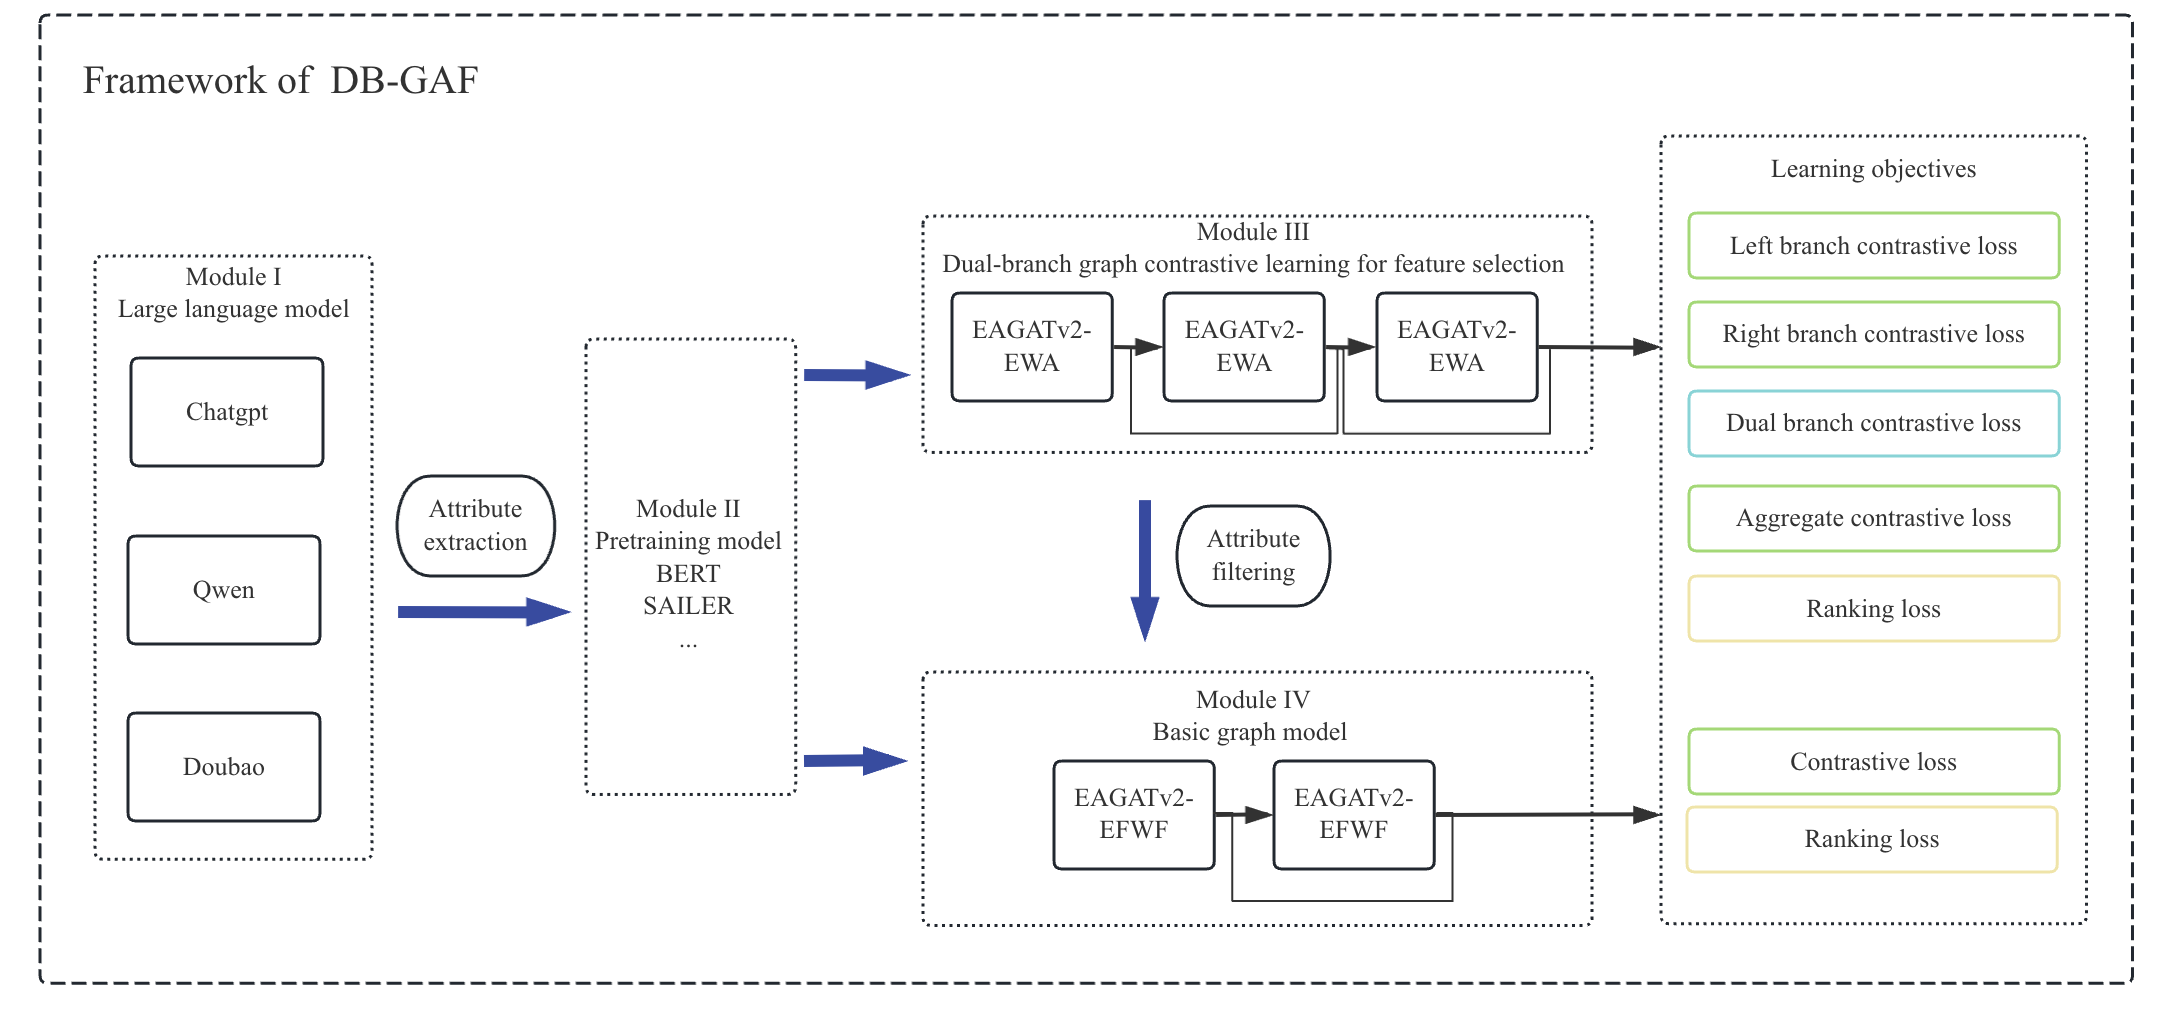 Framework of DB-GAF
Module I
Large language model
Chatgpt
Qwen
Doubao
Attribute
extraction
Module II
Pretraining model
BERT
SAILER
...
Module III
Dual-branch graph contrastive learning for feature selection
EAGATv2-
EWA
EAGATv2-
EWA
EAGATv2-
EWA
Attribute
filtering
Module IV
Basic graph model
EAGATv2-
EFWF
EAGATv2-
EFWF
Learning objectives
Left branch contrastive loss
Right branch contrastive loss
Dual branch contrastive loss
Aggregate contrastive loss
Ranking loss
Contrastive loss
Ranking loss